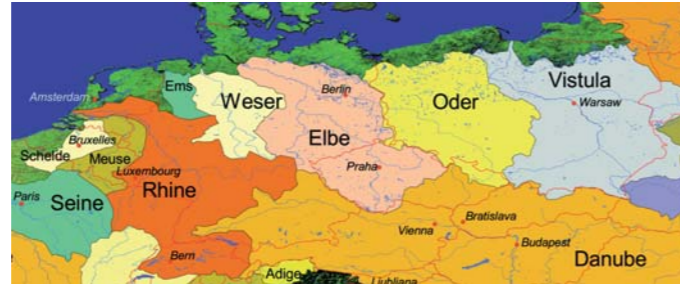 Ems
Vistula
Berlin
Amsterdam
Weser
Oder
Warsaw
Elbe
Bruxelles
Schelde
Meuse
Praha
Luxembourg
Rhine
Paris
Seine
Bratislava
Vienna
Budapest
Bern
Danube
Adige
Ljubljana